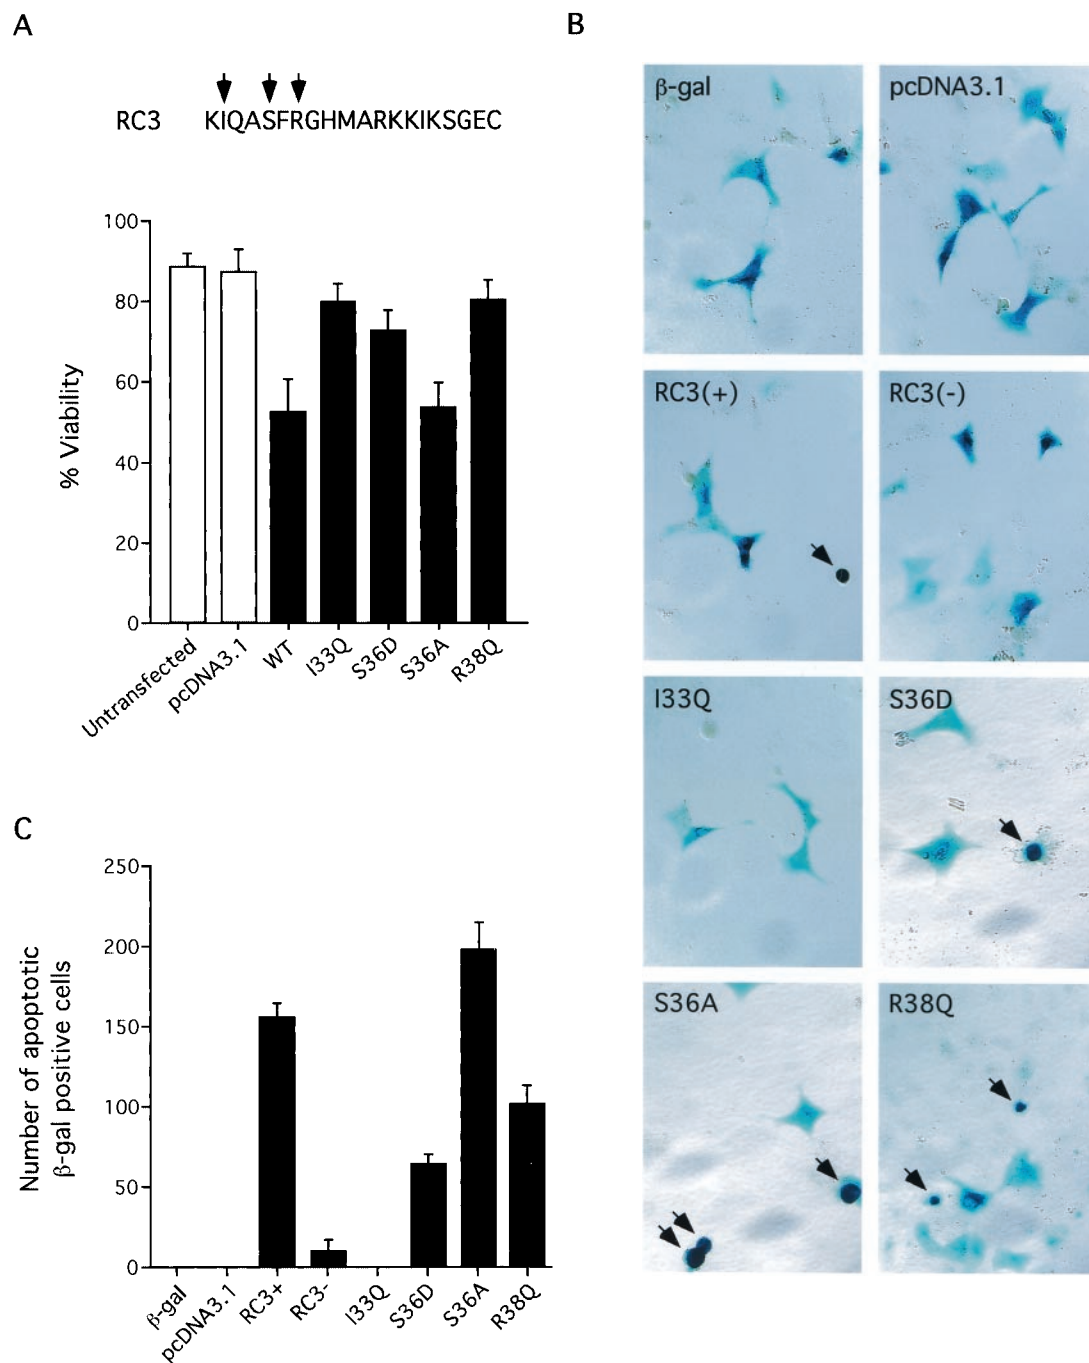 A
RC3 KIQASFRGHMARKKIKSGEC
100
80
60
40
20
0
% Viability
Untransfected
pcDNA3.1
WT
I33Q
S36D
S36A
R38Q
B
β-gal
pcDNA3.1
RC3(+)
RC3(-)
I33Q
S36D
S36A
R38Q
C
250
200
150
100
50
0
Number of apoptotic
β-gal positive cells
β-gal
pcDNA3.1
RC3+
RC3-
I33Q
S36D
S36A
R38Q